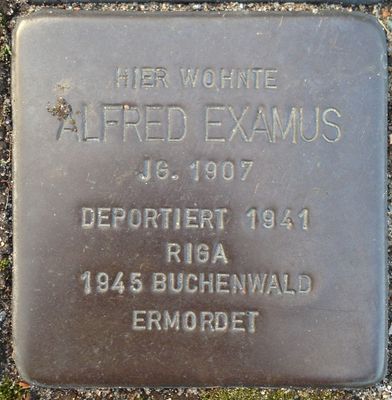 HIER WOHNTE
ALFRED EXAMUS
JG. 1907
DEPORTIERT 1941
RIGA
1945 BUCHENWALD
ERMORDET